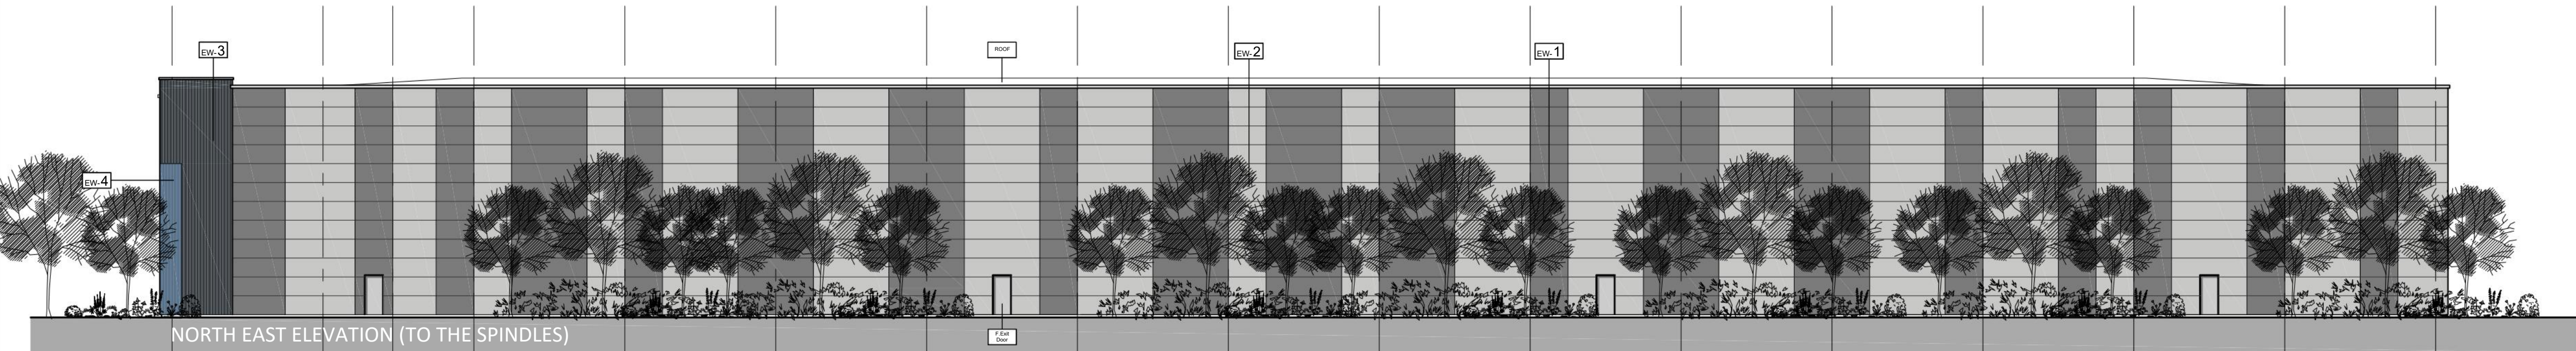 EW-3
ROOF
EW-2
EW-1
EW-4
NORTH EAST ELEVATION (TO THE SPINDLES)
F.Exit
Door